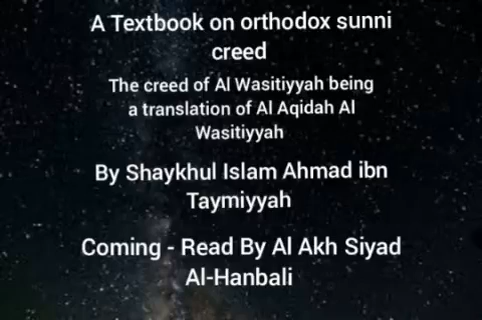 A Textbook on orthodox sunni
creed
The creed of Al Wasitiyyah being
a translation of Al Aqidah Al
Wasitiyyah
By Shaykhul Islam Ahmad ibn
Taymiyyah
Coming - Read By Al Akh Siyad
Al-Hanbali